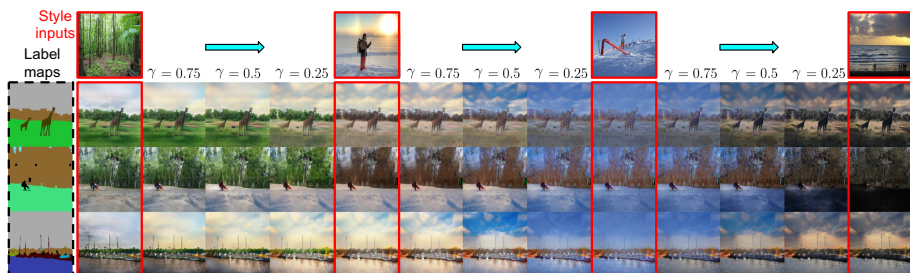 Style
inputs
Label
maps
γ = 0.75 γ = 0.5 γ = 0.25 γ = 0.75 γ = 0.5 γ = 0.25 γ = 0.75 γ = 0.5 γ = 0.25